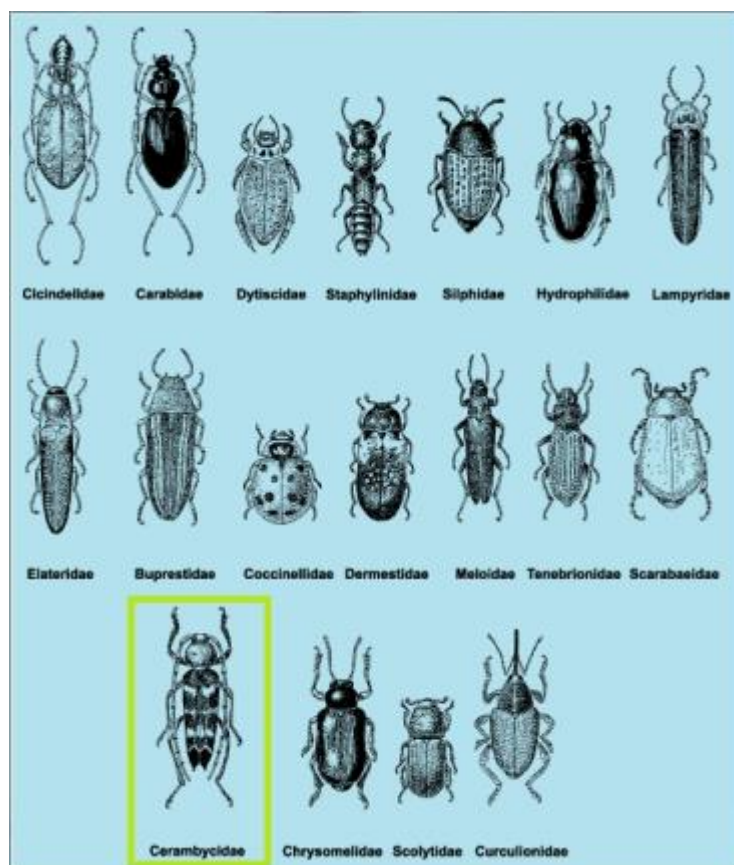 Cicindelidae Carabidae Dytiscidae Staphylinidae Silphidae Hydrophilidae Lampyridae
Elateridae Buprestidae Coccinellidae Dermestidae Meloidae Tenebrionidae Scarabaeidae
Cerambycidae Chrysomelidae Scolytidae Curculionidae